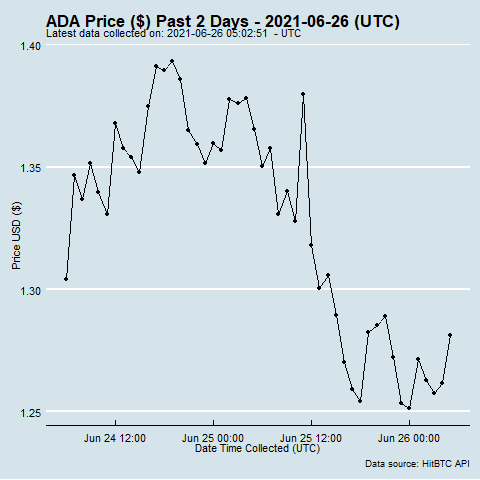 ADA Price ($) Past 2 Days - 2021-06-26 (UTC)
Latest data collected on: 2021-06-26 05:02:51 - UTC
1.40
1.35
1.30
1.25
Price USD ($)
Jun 24 12:00 Jun 25 00:00 Jun 25 12:00 Jun 26 00:00
Date Time Collected (UTC)
Data source: HitBTC API